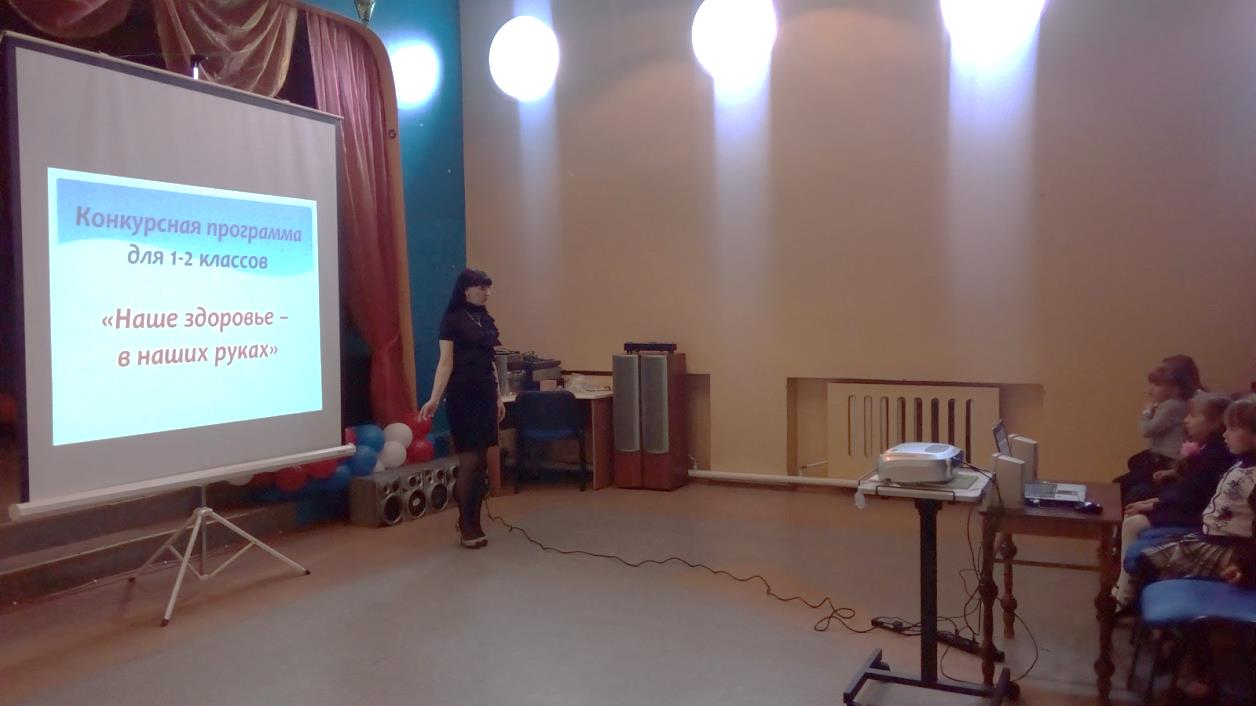 Конкурсная программа
для 1-2 классов
«Наше здоровье –
в наших руках»